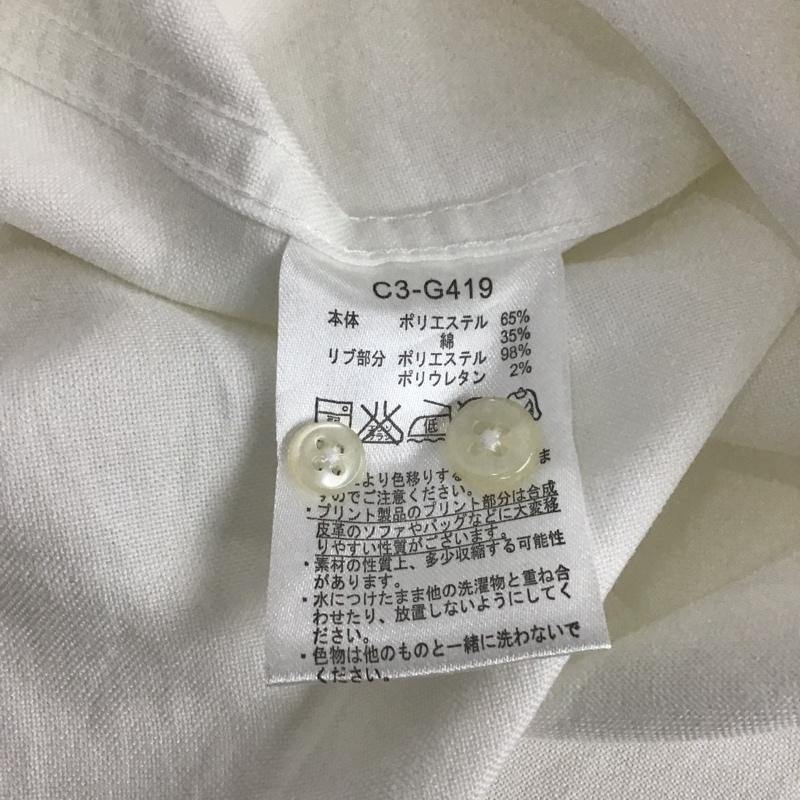 C3-G419
本体 ポリエステル 65%
綿 35%
リブ部分 ポリエステル 98%
ポリウレタン 2%
低
ま
より色移りする
すのでご注意ください。
・プリント製品のプリント部分は合成
皮革のソファやバッグなどに大変移
りやすい性質がございます。
・素材の性質上、多少収縮する可能性
があります。
・水につけたまま他の洗濯物と重ね合
わせたり、放置しないようにしてく
ださい。
・色物は他のものと一緒に洗わないで
ください。